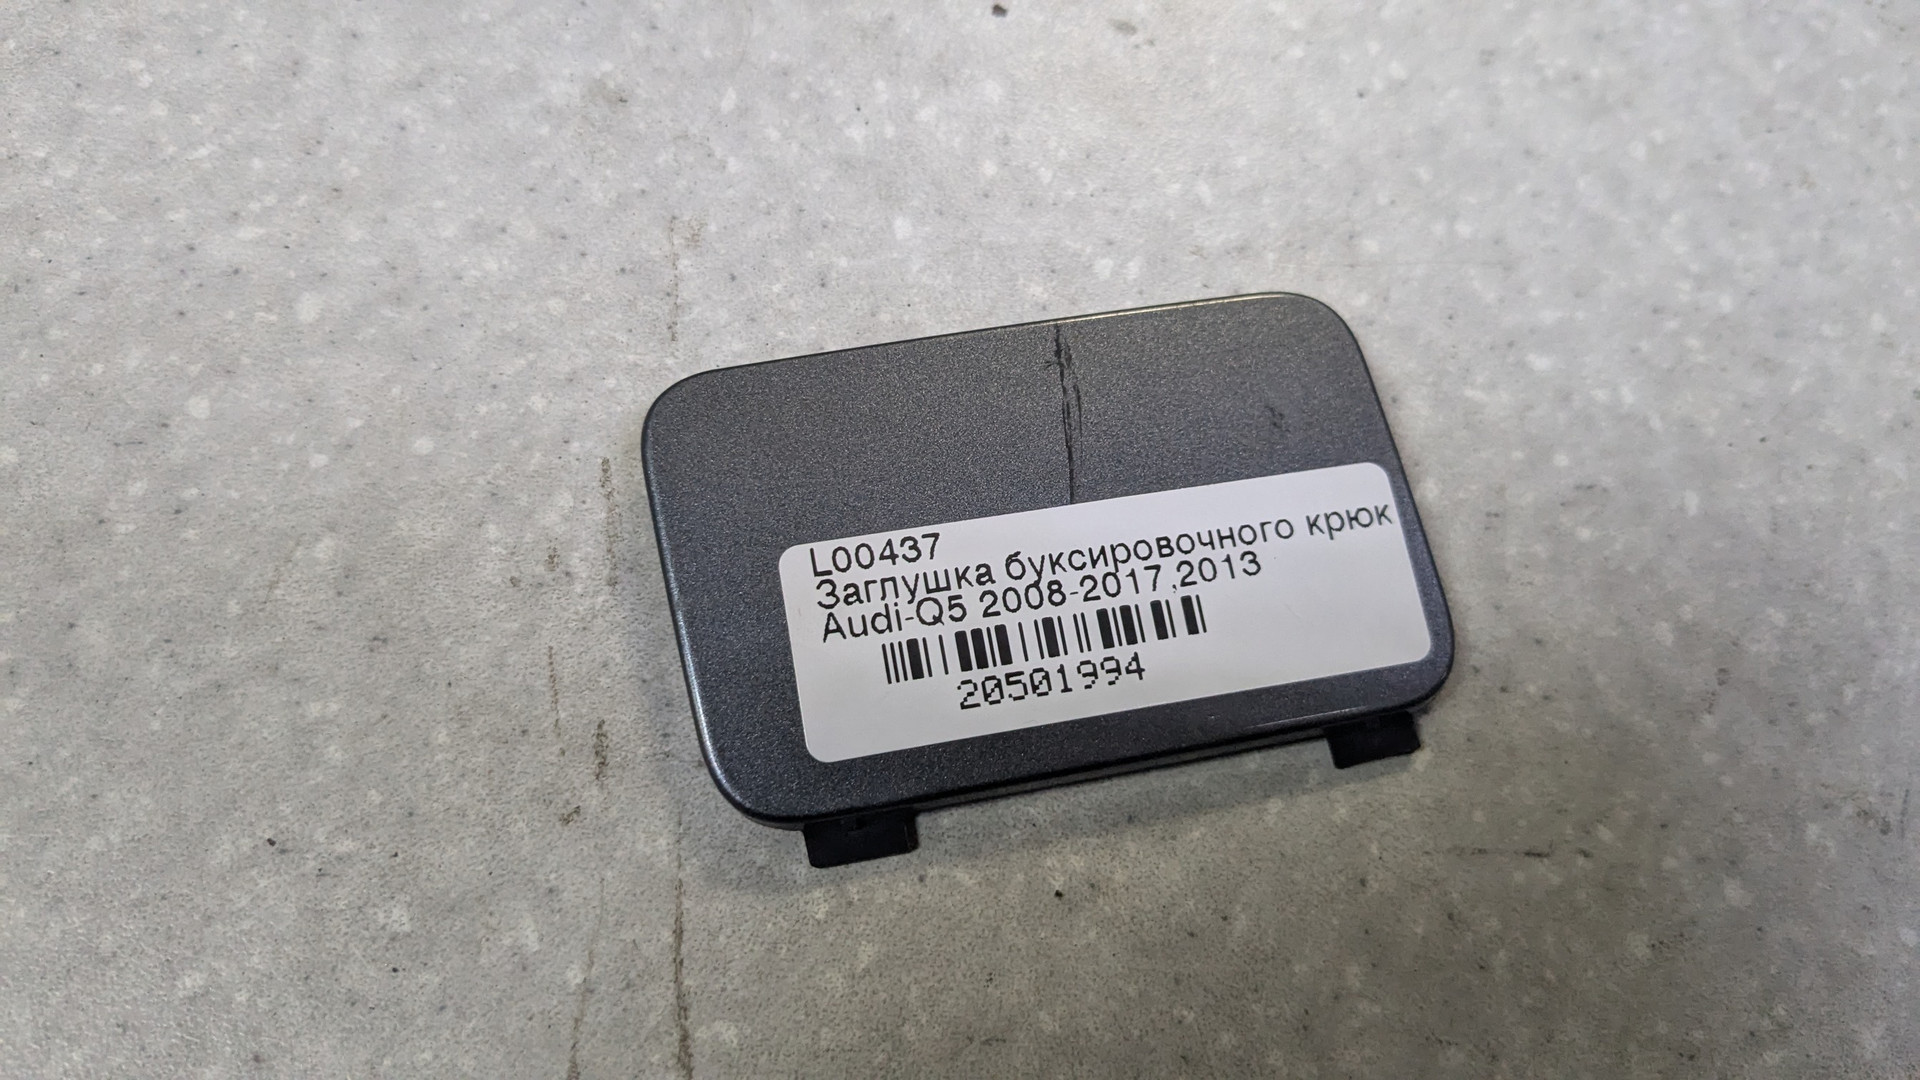 L00437
Заглушка буксировочного крюк
Audi-Q5 2008-2017,2013
20501994